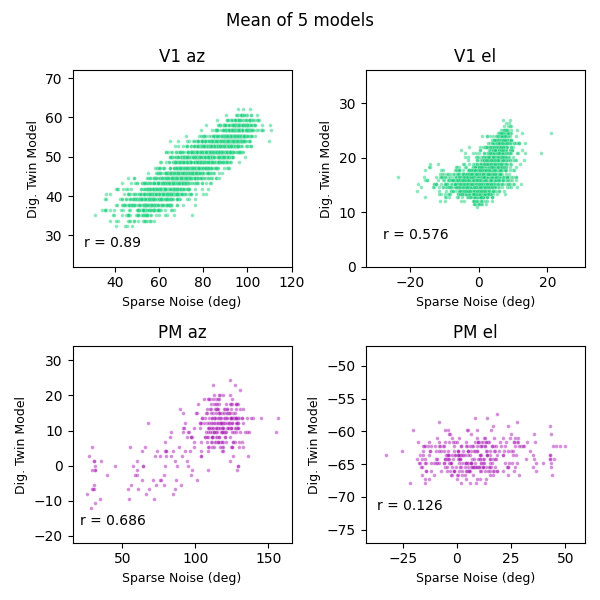 Mean of 5 models
V1 az
V1 el
70
60
50
40
30
Dig. Twin Model
r = 0.89
40 60 80 100 120
Sparse Noise (deg)
30
20
10
0
Dig. Twin Model
r = 0.576
−20 0 20
Sparse Noise (deg)
PM az
PM el
30
20
10
0
−10
−20
Dig. Twin Model
r = 0.686
50 100 150
Sparse Noise (deg)
−50
−55
−60
−65
−70
−75
Dig. Twin Model
r = 0.126
−25 0 25 50
Sparse Noise (deg)